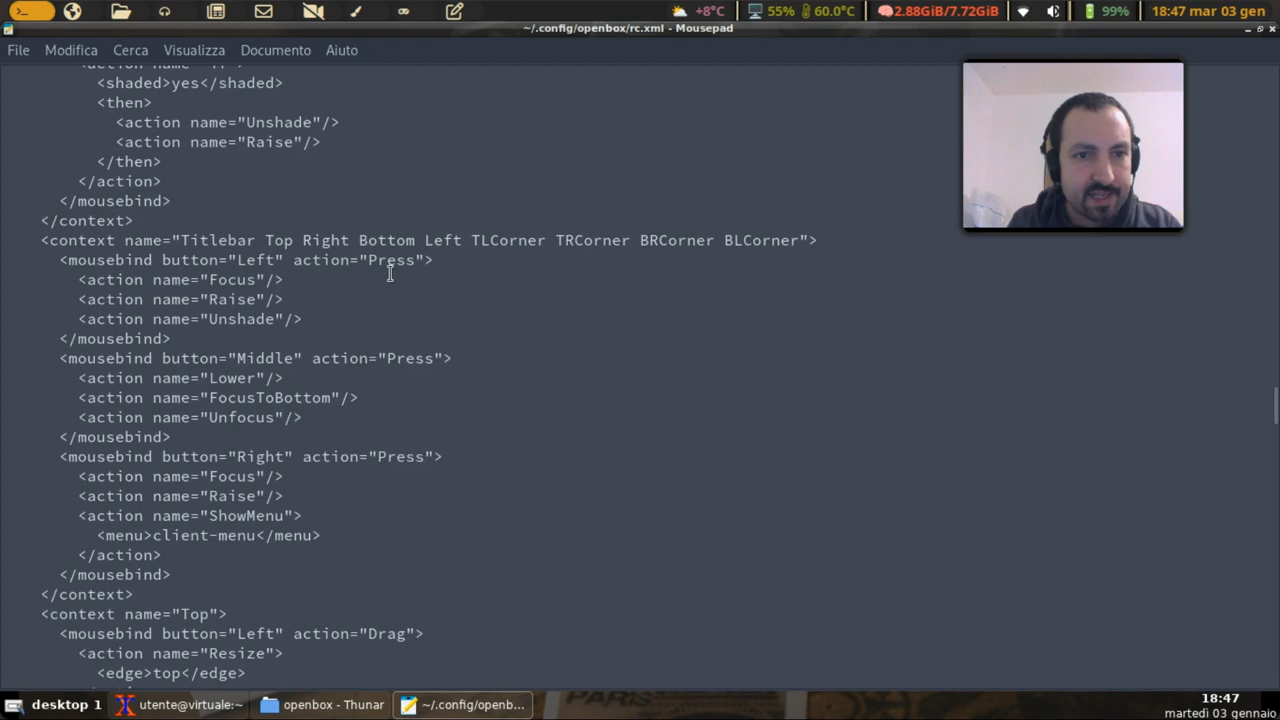 +8°C 55% 60.0°C 2.88GiB/7.72GiB 99% 18:47 mar 03 gen
~/.config/openbox/rc.xml - Mousepad
File Modifica Cerca Visualizza Documento Aiuto
<shaded>yes</shaded>
<then>
<action name="Unshade"/>
<action name="Raise"/>
</then>
</action>
</mousebind>
</context>
<context name="Titlebar Top Right Bottom Left TLCorner TRCorner BRCorner BLCorner">
<mousebind button="Left" action="Press">
<action name="Focus"/>
<action name="Raise"/>
<action name="Unshade"/>
</mousebind>
<mousebind button="Middle" action="Press">
<action name="Lower"/>
<action name="FocusToBottom"/>
<action name="Unfocus"/>
</mousebind>
<mousebind button="Right" action="Press">
<action name="Focus"/>
<action name="Raise"/>
<action name="ShowMenu">
<menu>client-menu</menu>
</action>
</mousebind>
</context>
<context name="Top">
<mousebind button="Left" action="Drag">
<action name="Resize">
<edge>top</edge>
desktop 1 utente@virtuale:~ openbox - Thunar ~/.config/openb... 18:47
martedì 03 gennaio